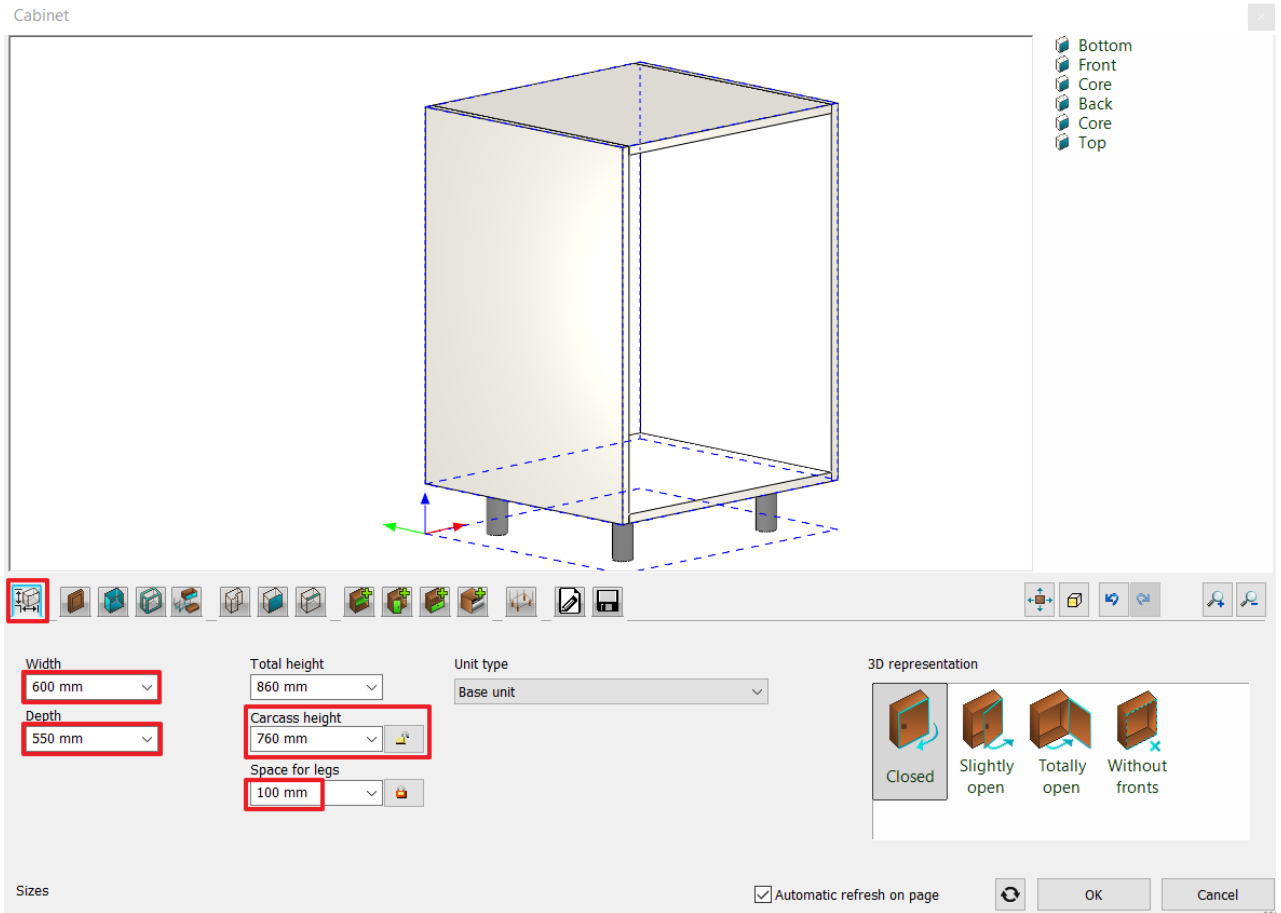 Cabinet
Bottom
Front
Core
Back
Core
Top
Width
Total height
Unit type
3D representation
600 mm
860 mm
Base unit
Depth
Carcass height
550 mm
760 mm
Space for legs
100 mm
Closed
Slightly
open
Totally
open
Without
fronts
Sizes
Automatic refresh on page
OK
Cancel